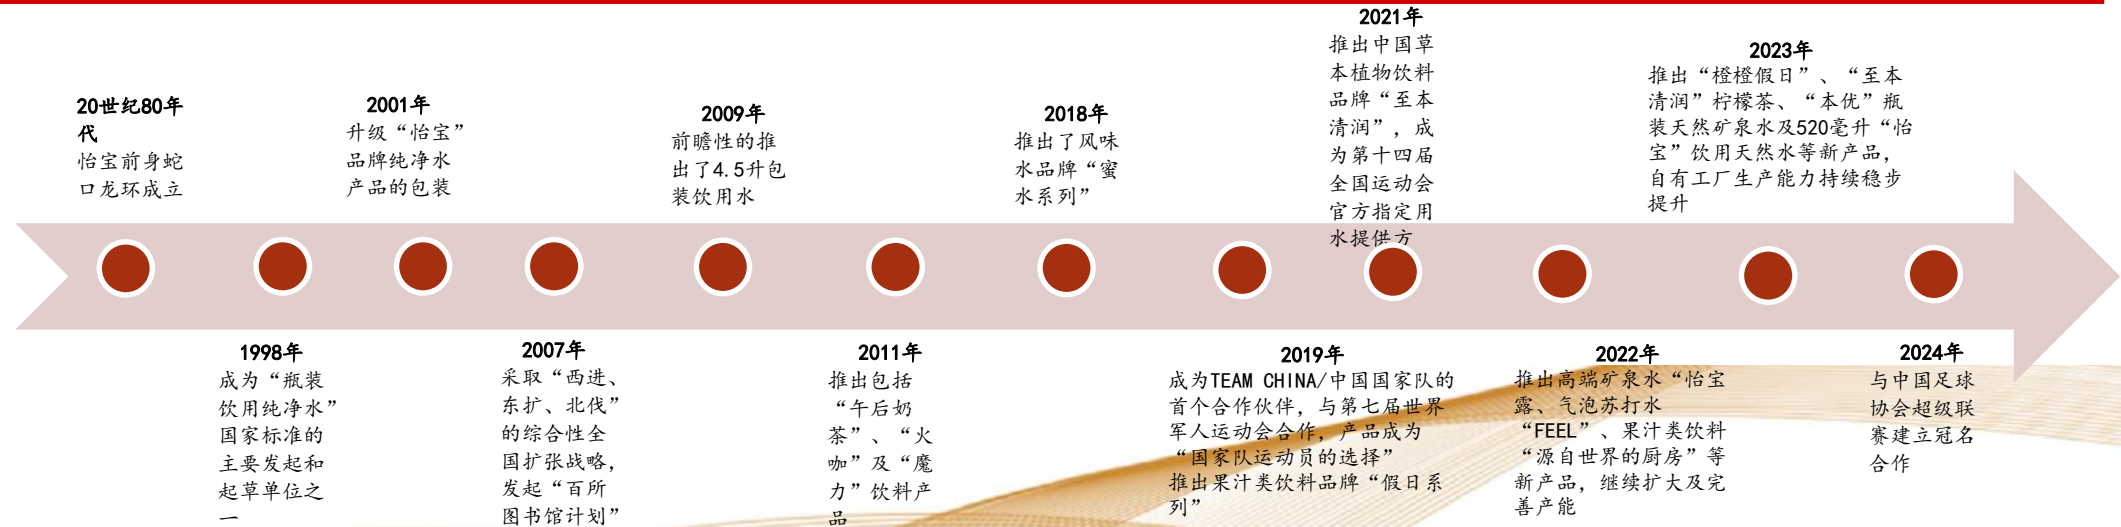 20世纪80年
代
怡宝前身蛇
口龙环成立
1998年
成为“瓶装
饮用纯净水”
国家标准的
主要发起和
起草单位之
一
2001年
升级“怡宝”
品牌纯净水
产品的包装
2007年
采取“西进、
东扩、北伐”
的综合性全
国扩张战略,
发起“百所
图书馆计划”
2009年
前瞻性的推
出了4.5升包
装饮用水
2011年
推出包括
“午后奶
茶”、“火
咖”及“魔
力”饮料产
品
2018年
推出了风味
水品牌“蜜
水系列”
2019年
成为TEAM CHINA/中国国家队的
首个合作伙伴, 与第七届世界
军人运动会合作, 产品成为
“国家队运动员的选择”
推出果汁类饮料品牌“假日系
列”
2021年
推出中国草
本植物饮料
品牌“至本
清润”, 成
为第十四届
全国运动会
官方指定用
水提供方
2022年
推出高端矿泉水“怡宝
露、气泡苏打水
“FEEL”、果汁类饮料
“源自世界的厨房”等
新产品, 继续扩大及完
善产能
2023年
推出“橙橙假日”、“至本
清润”柠檬茶、“本优”瓶
装天然矿泉水及520毫升“怡
宝”饮用天然水等新产品,
自有工厂生产能力持续稳步
提升
2024年
与中国足球
协会超级联
赛建立冠名
合作